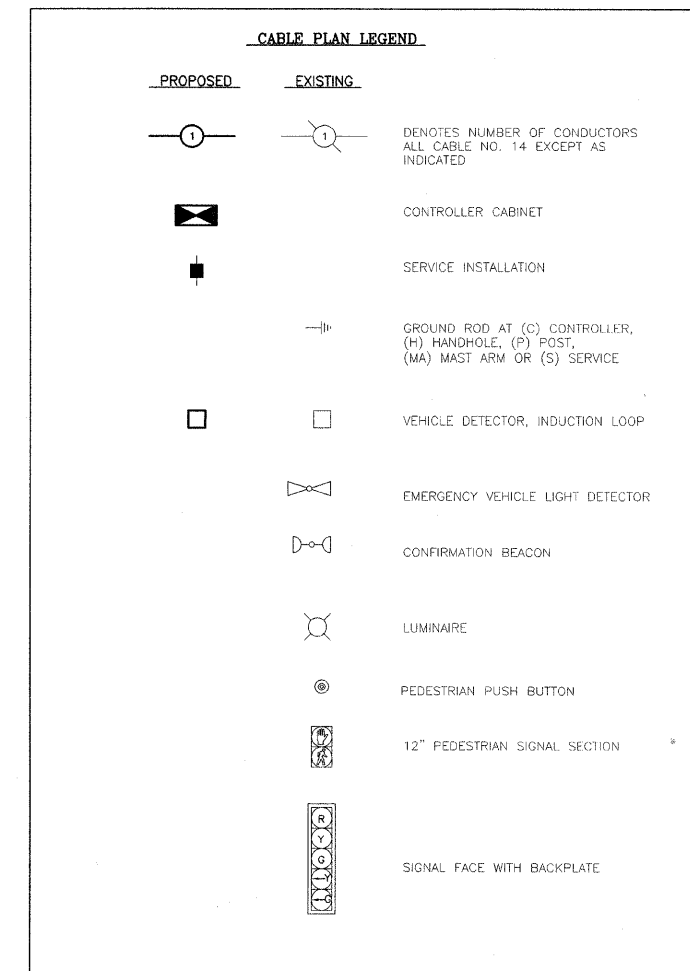 CABLE PLAN LEGEND
PROPOSED EXISTING
1 1 DENOTES NUMBER OF CONDUCTORS
ALL CABLE NO. 14 EXCEPT AS
INDICATED
CONTROLLER CABINET
SERVICE INSTALLATION
GROUND ROD AT (C) CONTROLLER,
(H) HANDHOLE, (P) POST,
(MA) MAST ARM OR (S) SERVICE
VEHICLE DETECTOR, INDUCTION LOOP
EMERGENCY VEHICLE LIGHT DETECTOR
CONFIRMATION BEACON
LUMINAIRE
PEDESTRIAN PUSH BUTTON
12" PEDESTRIAN SIGNAL SECTION
R
Y
G
SIGNAL FACE WITH BACKPLATE
Y
G